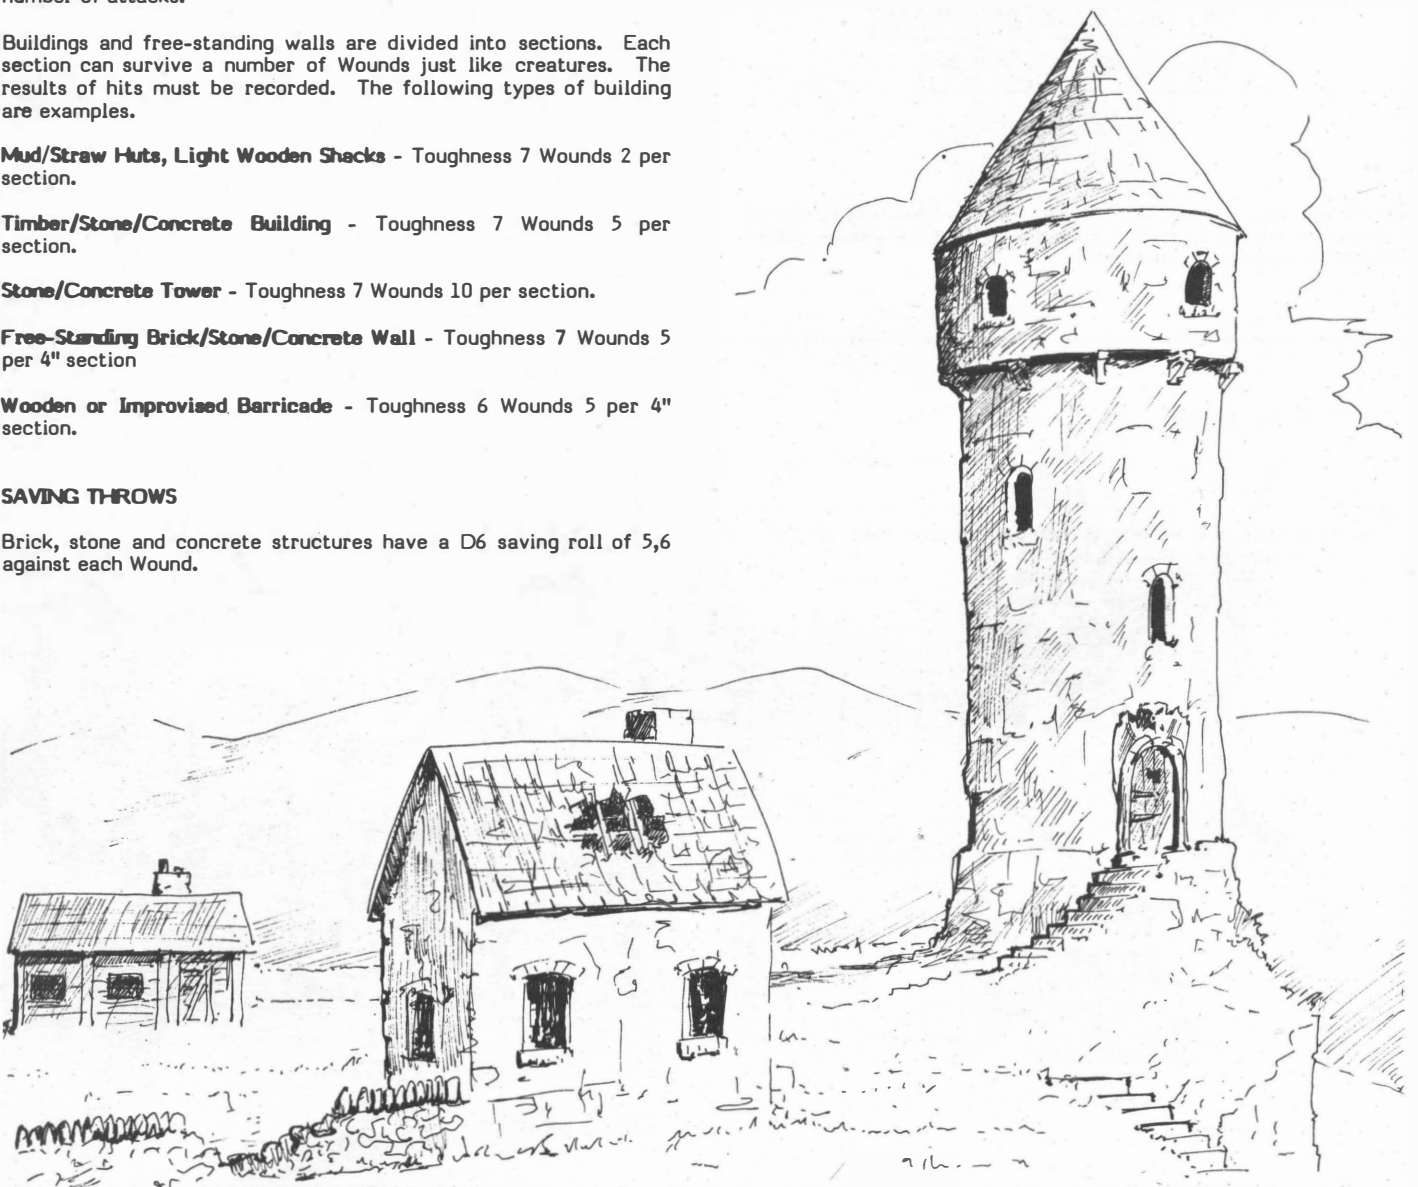 number of attacks.
Buildings and free-standing walls are divided into sections. Each
section can survive a number of Wounds just like creatures. The
results of hits must be recorded. The following types of building
are examples.
Mud/Straw Huts, Light Wooden Shacks - Toughness 7 Wounds 2 per
section.
Timber/Stone/Concrete Building - Toughness 7 Wounds 5 per
section.
Stone/Concrete Tower - Toughness 7 Wounds 10 per section.
Free-Standing Brick/Stone/Concrete Wall - Toughness 7 Wounds 5
per 4" section
Wooden or Improvised Barricade - Toughness 6 Wounds 5 per 4"
section.
SAVING THROWS
Brick, stone and concrete structures have a D6 saving roll of 5,6
against each Wound.